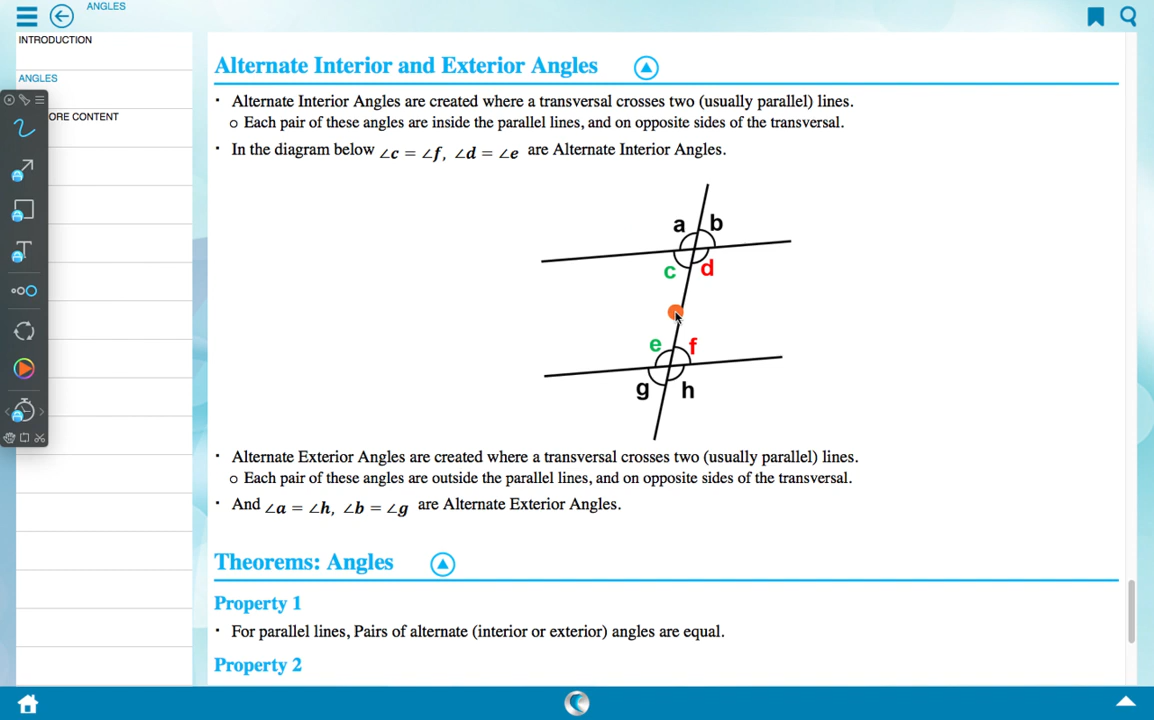 ANGLES
INTRODUCTION
ANGLES
ORE CONTENT
T
Alternate Interior and Exterior Angles
· Alternate Interior Angles are created where a transversal crosses two (usually parallel) lines.
o Each pair of these angles are inside the parallel lines, and on opposite sides of the transversal.
· In the diagram below ∠c = ∠f, ∠d = ∠e are Alternate Interior Angles.
a b
c d
e f
g h
· Alternate Exterior Angles are created where a transversal crosses two (usually parallel) lines.
o Each pair of these angles are outside the parallel lines, and on opposite sides of the transversal.
· And ∠a = ∠h, ∠b = ∠g are Alternate Exterior Angles.
Theorems: Angles
Property 1
· For parallel lines, Pairs of alternate (interior or exterior) angles are equal.
Property 2